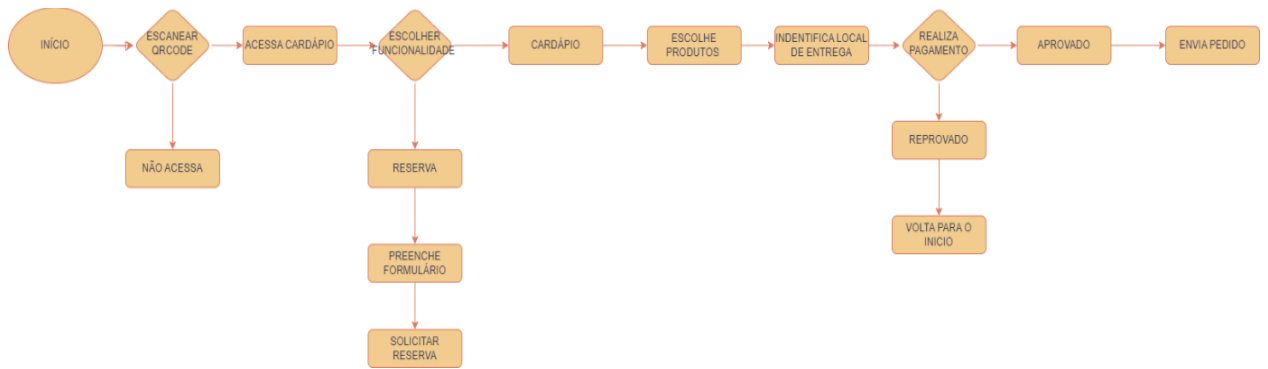 INÍCIO
ESCANEAR
QRCODE
ACESSA CARDÁPIO
ESCOLHER
FUNCIONALIDADE
CARDÁPIO
ESCOLHE
PRODUTOS
INDENTIFICA LOCAL
DE ENTREGA
REALIZA
PAGAMENTO
APROVADO
ENVIA PEDIDO
NÃO ACESSA
RESERVA
REPROVADO
PREENCHE
FORMULÁRIO
VOLTA PARA O
INICIO
SOLICITAR
RESERVA